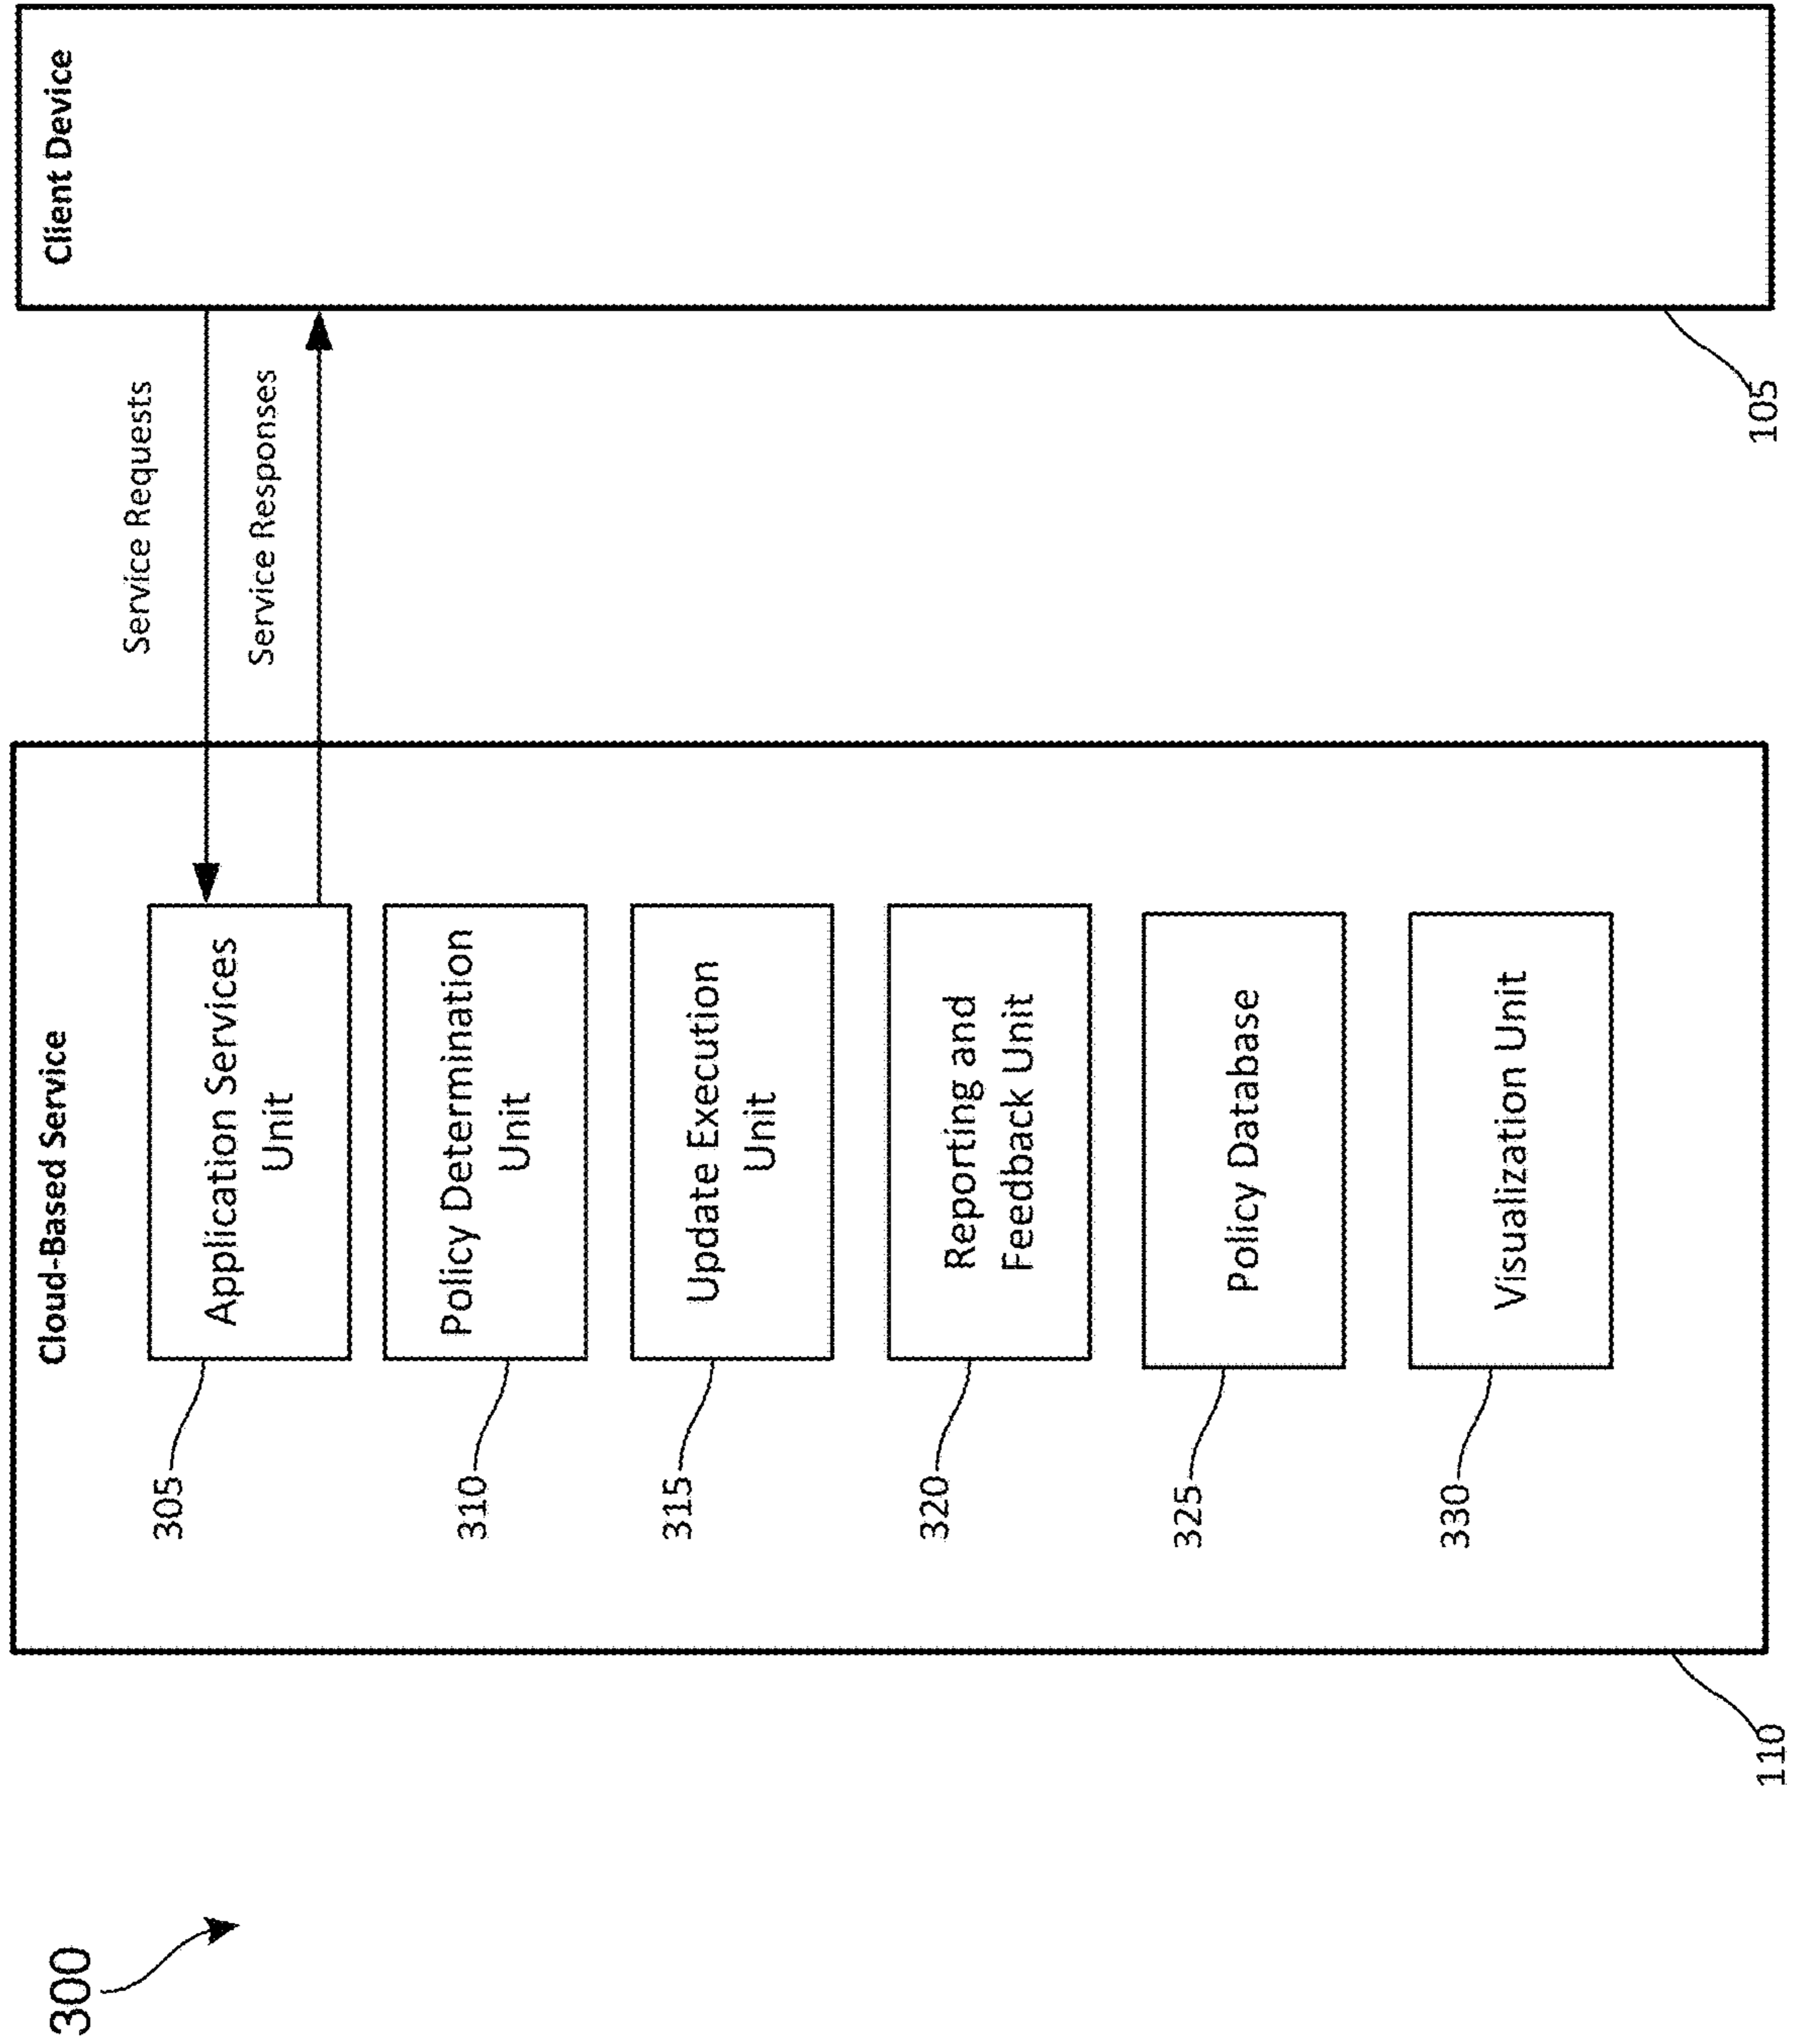 300
Cloud-Based Service
305
Application Services
Unit
310
Policy Determination
Unit
315
Update Execution
Unit
320
Reporting and
Feedback Unit
325
Policy Database
330
Visualization Unit
110
Service Requests
Service Responses
Client Device
105